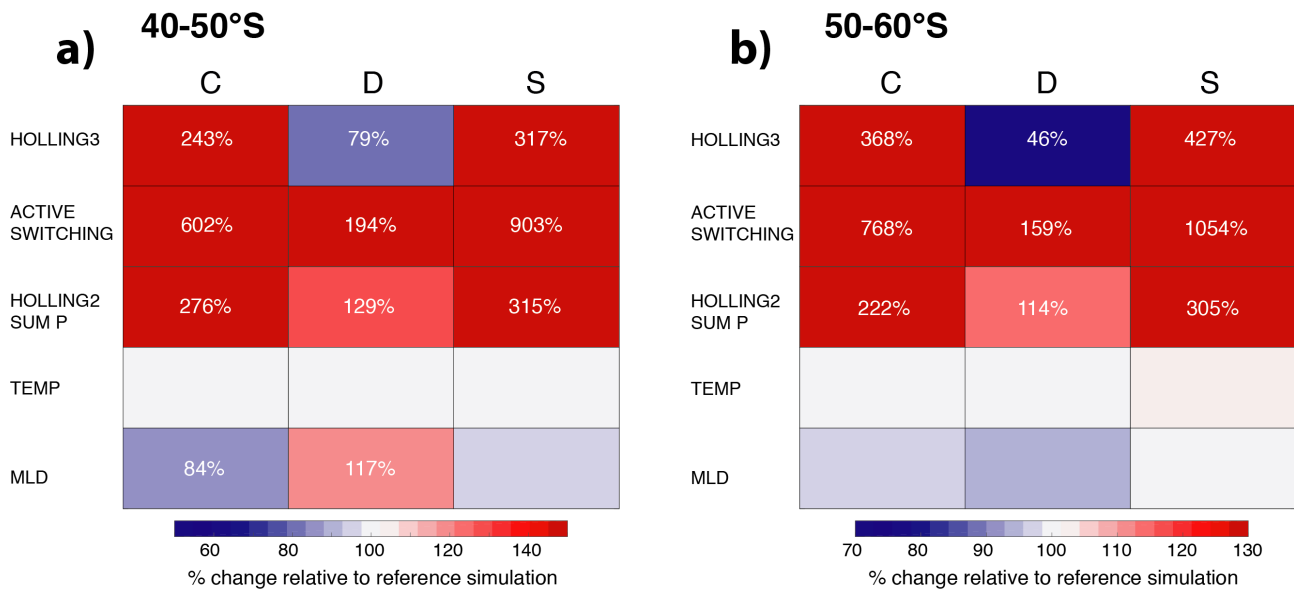 40-50°S
a)
C D S
HOLLING3
243% 79% 317%
ACTIVE
SWITCHING
602% 194% 903%
HOLLING2
SUM P
276% 129% 315%
TEMP
MLD
84% 117%
60 80 100 120 140
% change relative to reference simulation
50-60°S
b)
C D S
HOLLING3
368% 46% 427%
ACTIVE
SWITCHING
768% 159% 1054%
HOLLING2
SUM P
222% 114% 305%
TEMP
MLD
70 80 90 100 110 120 130
% change relative to reference simulation